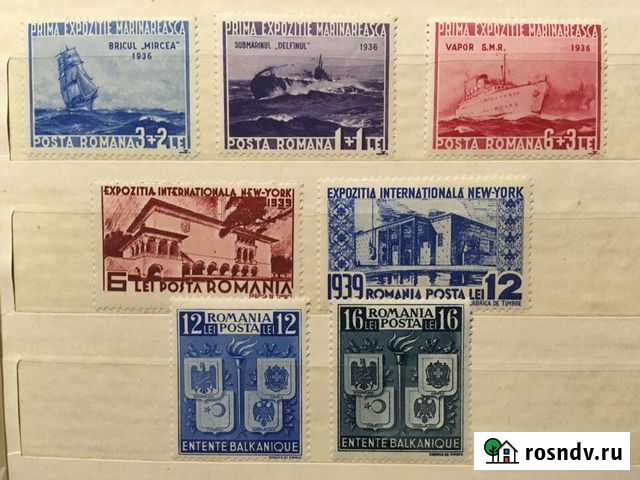 PRIMA EXPOZITIE MARINAREASCA
BRICUL „MIRCEA"
1936
POSTA ROMANA 3+2 LEI
PRIMA EXPOZITIE MARINAREASCA
SUBMARINUL „DELFINUL" 1936
POSTA ROMANA 1+1 LEI
PRIMA EXPOZITIE MARINAREASCA
VAPOR S.M.R. 1936
POSTA ROMANA 6+3 LEI
EXPOZITIA INTERNATIONALA NEW-YORK
1939
6 LEI POSTA ROMANIA
EXPOZITIA INTERNATIONALA NEW-YORK
1939 ROMANIA POSTA LEI 12
FABRICA DE TIMBRE
12 ROMANIA 12
LEI POSTA LEI
ENTENTE BALKANIQUE
16 ROMANIA 16
LEI POSTA LEI
ENTENTE BALKANIQUE
rosndv.ru